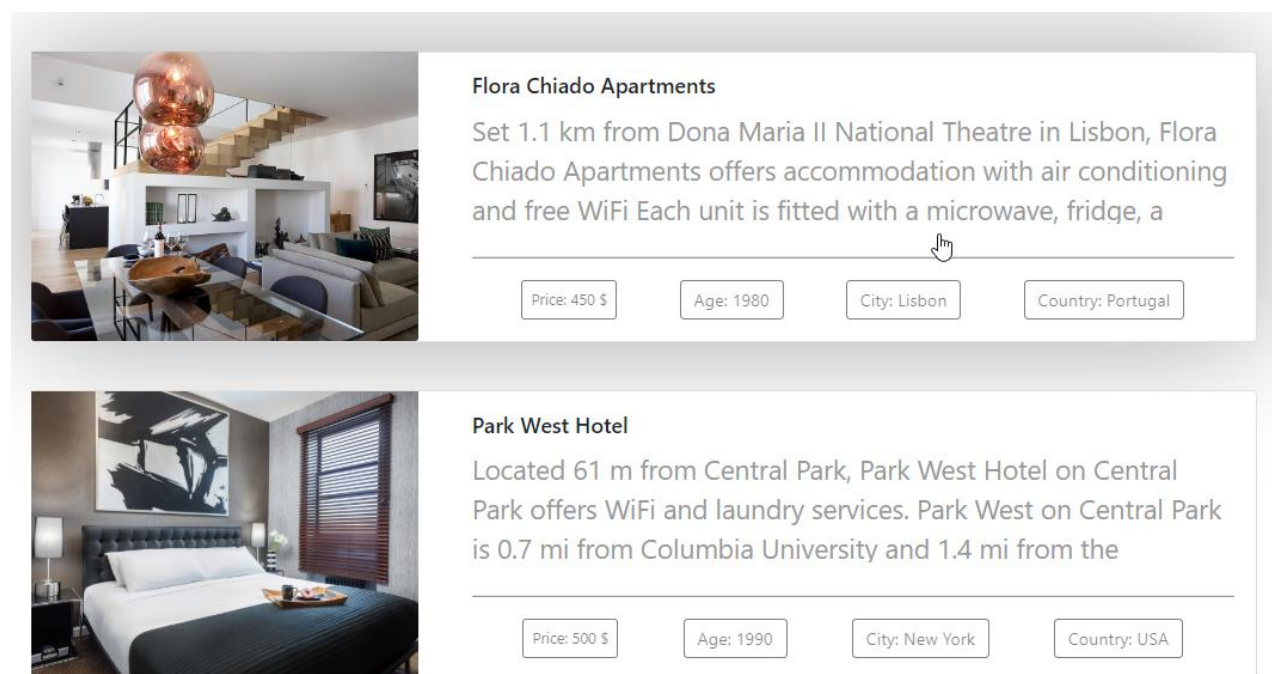 Flora Chiado Apartments
Set 1.1 km from Dona Maria II National Theatre in Lisbon, Flora
Chiado Apartments offers accommodation with air conditioning
and free WiFi Each unit is fitted with a microwave, fridge, a
Price: 450 $
Age: 1980
City: Lisbon
Country: Portugal
Park West Hotel
Located 61 m from Central Park, Park West Hotel on Central
Park offers WiFi and laundry services. Park West on Central Park
is 0.7 mi from Columbia University and 1.4 mi from the
Price: 500 $
Age: 1990
City: New York
Country: USA